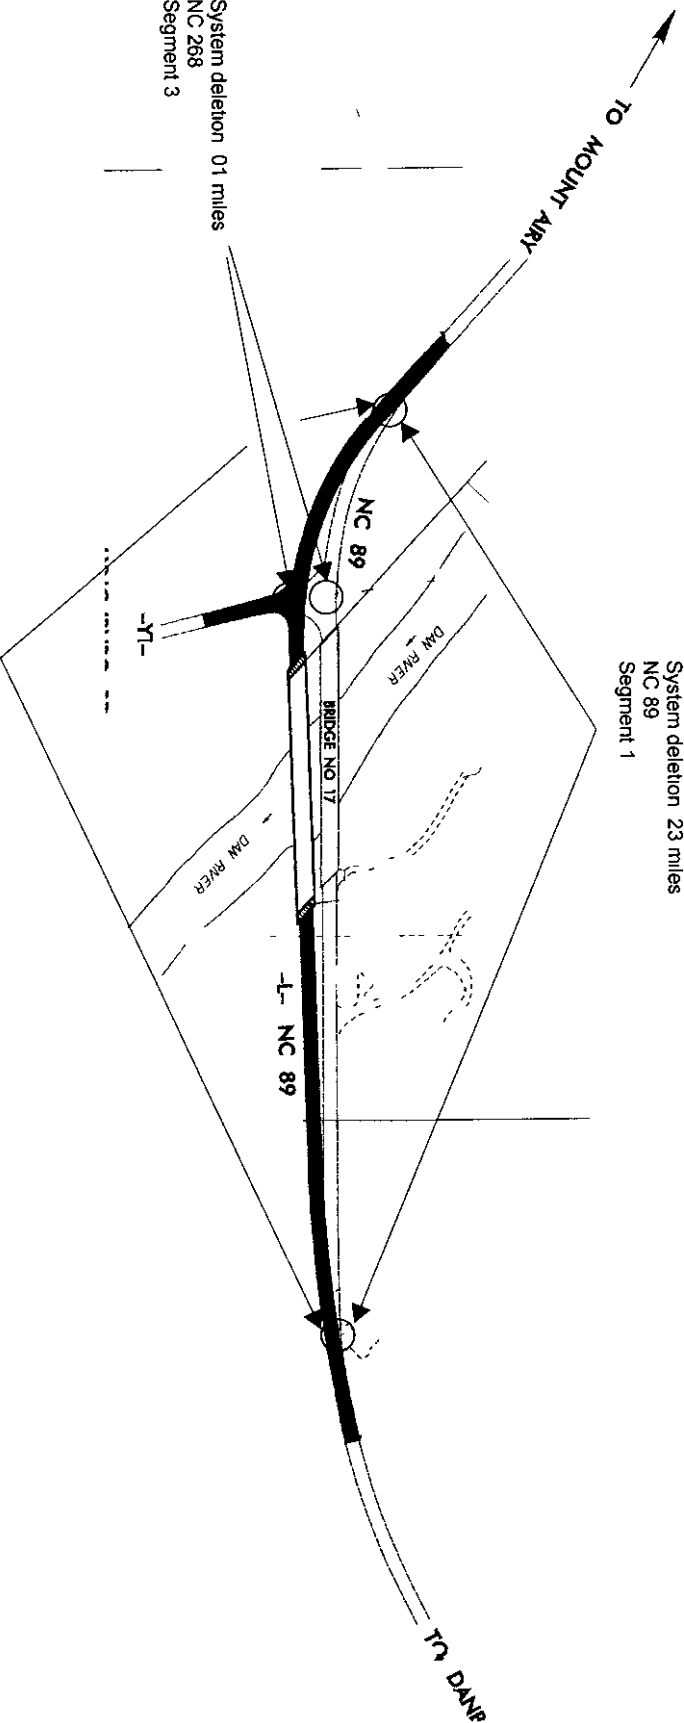 TO MOUNT AIRY
System deletion 01 miles
NC 268
Segment 3
System deletion 23 miles
NC 89
Segment 1
NC 89
DAN RIVER
-Y1-
BRIDGE NO 17
DAN RIVER
-L- NC 89
TO